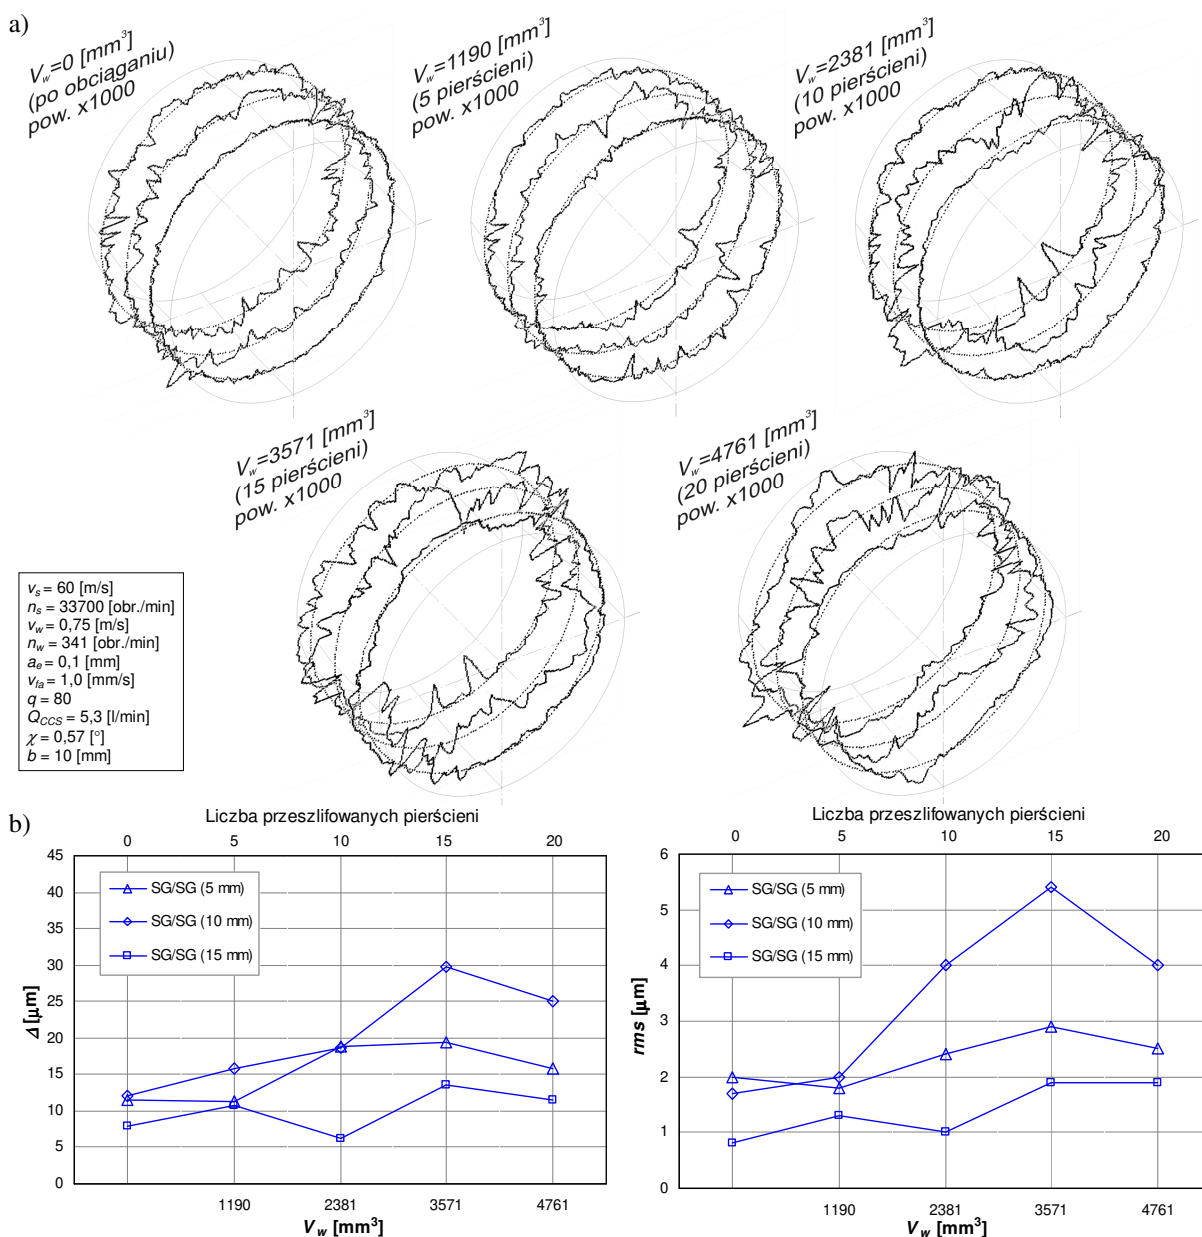 a)
V_w=0 [mm³]
(po obciąganiu)
pow. x1000
V_w=1190 [mm³]
(5 pierścieni)
pow. x1000
V_w=2381 [mm³]
(10 pierścieni)
pow. x1000
V_w=3571 [mm³]
(15 pierścieni)
pow. x1000
V_w=4761 [mm³]
(20 pierścieni)
pow. x1000
v_s = 60 [m/s]
n_s = 33700 [obr./min]
v_w = 0,75 [m/s]
n_w = 341 [obr./min]
a_e = 0,1 [mm]
v_fa = 1,0 [mm/s]
q = 80
Q_CCS = 5,3 [l/min]
χ = 0,57 [°]
b = 10 [mm]
b)
Liczba przeszlifowanych pierścieni
0 5 10 15 20
45
40
35
30
25
20
15
10
5
0
Δ [μm]
SG/SG (5 mm)
SG/SG (10 mm)
SG/SG (15 mm)
1190 2381 3571 4761
V_w [mm³]
Liczba przeszlifowanych pierścieni
0 5 10 15 20
6
5
4
3
2
1
0
rms [μm]
SG/SG (5 mm)
SG/SG (10 mm)
SG/SG (15 mm)
1190 2381 3571 4761
V_w [mm³]